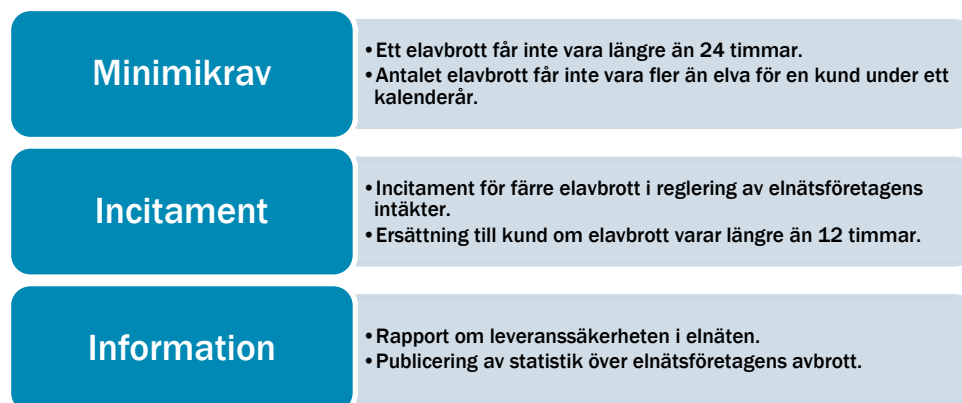 Minimikrav
•Ett elavbrott får inte vara längre än 24 timmar.
•Antalet elavbrott får inte vara fler än elva för en kund under ett
kalenderår.
Incitament
•Incitament för färre elavbrott i reglering av elnätsföretagens
intäkter.
•Ersättning till kund om elavbrott varar längre än 12 timmar.
Information
•Rapport om leveranssäkerheten i elnäten.
•Publicering av statistik över elnätsföretagens avbrott.